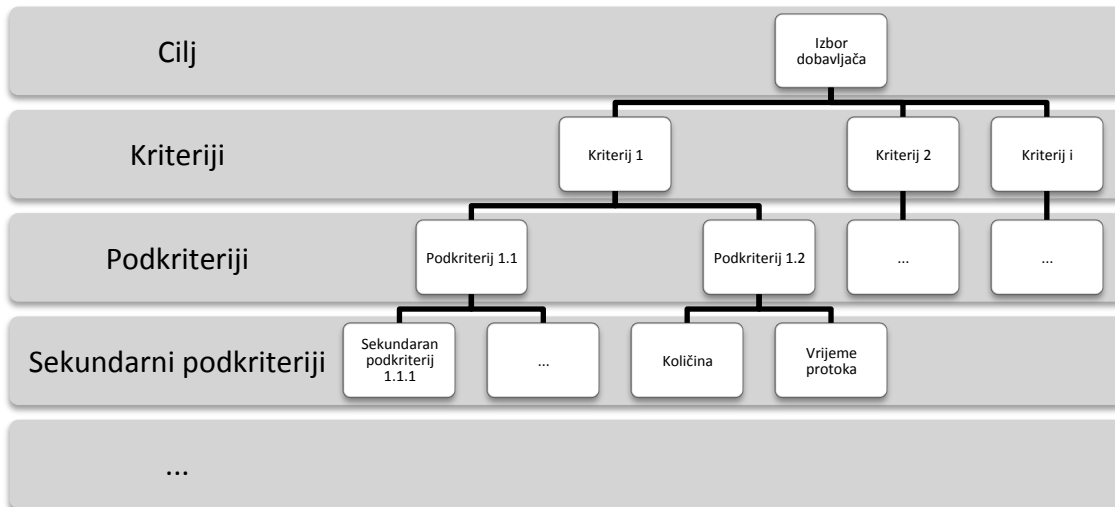 Cilj
Izbor
dobavljača
Kriteriji
Kriterij 1
Kriterij 2
Kriterij i
Podkriteriji
Podkriterij 1.1
Podkriterij 1.2
...
...
Sekundarni podkriteriji
Sekundaran
podkriterij
1.1.1
...
Količina
Vrijeme
protoka
...